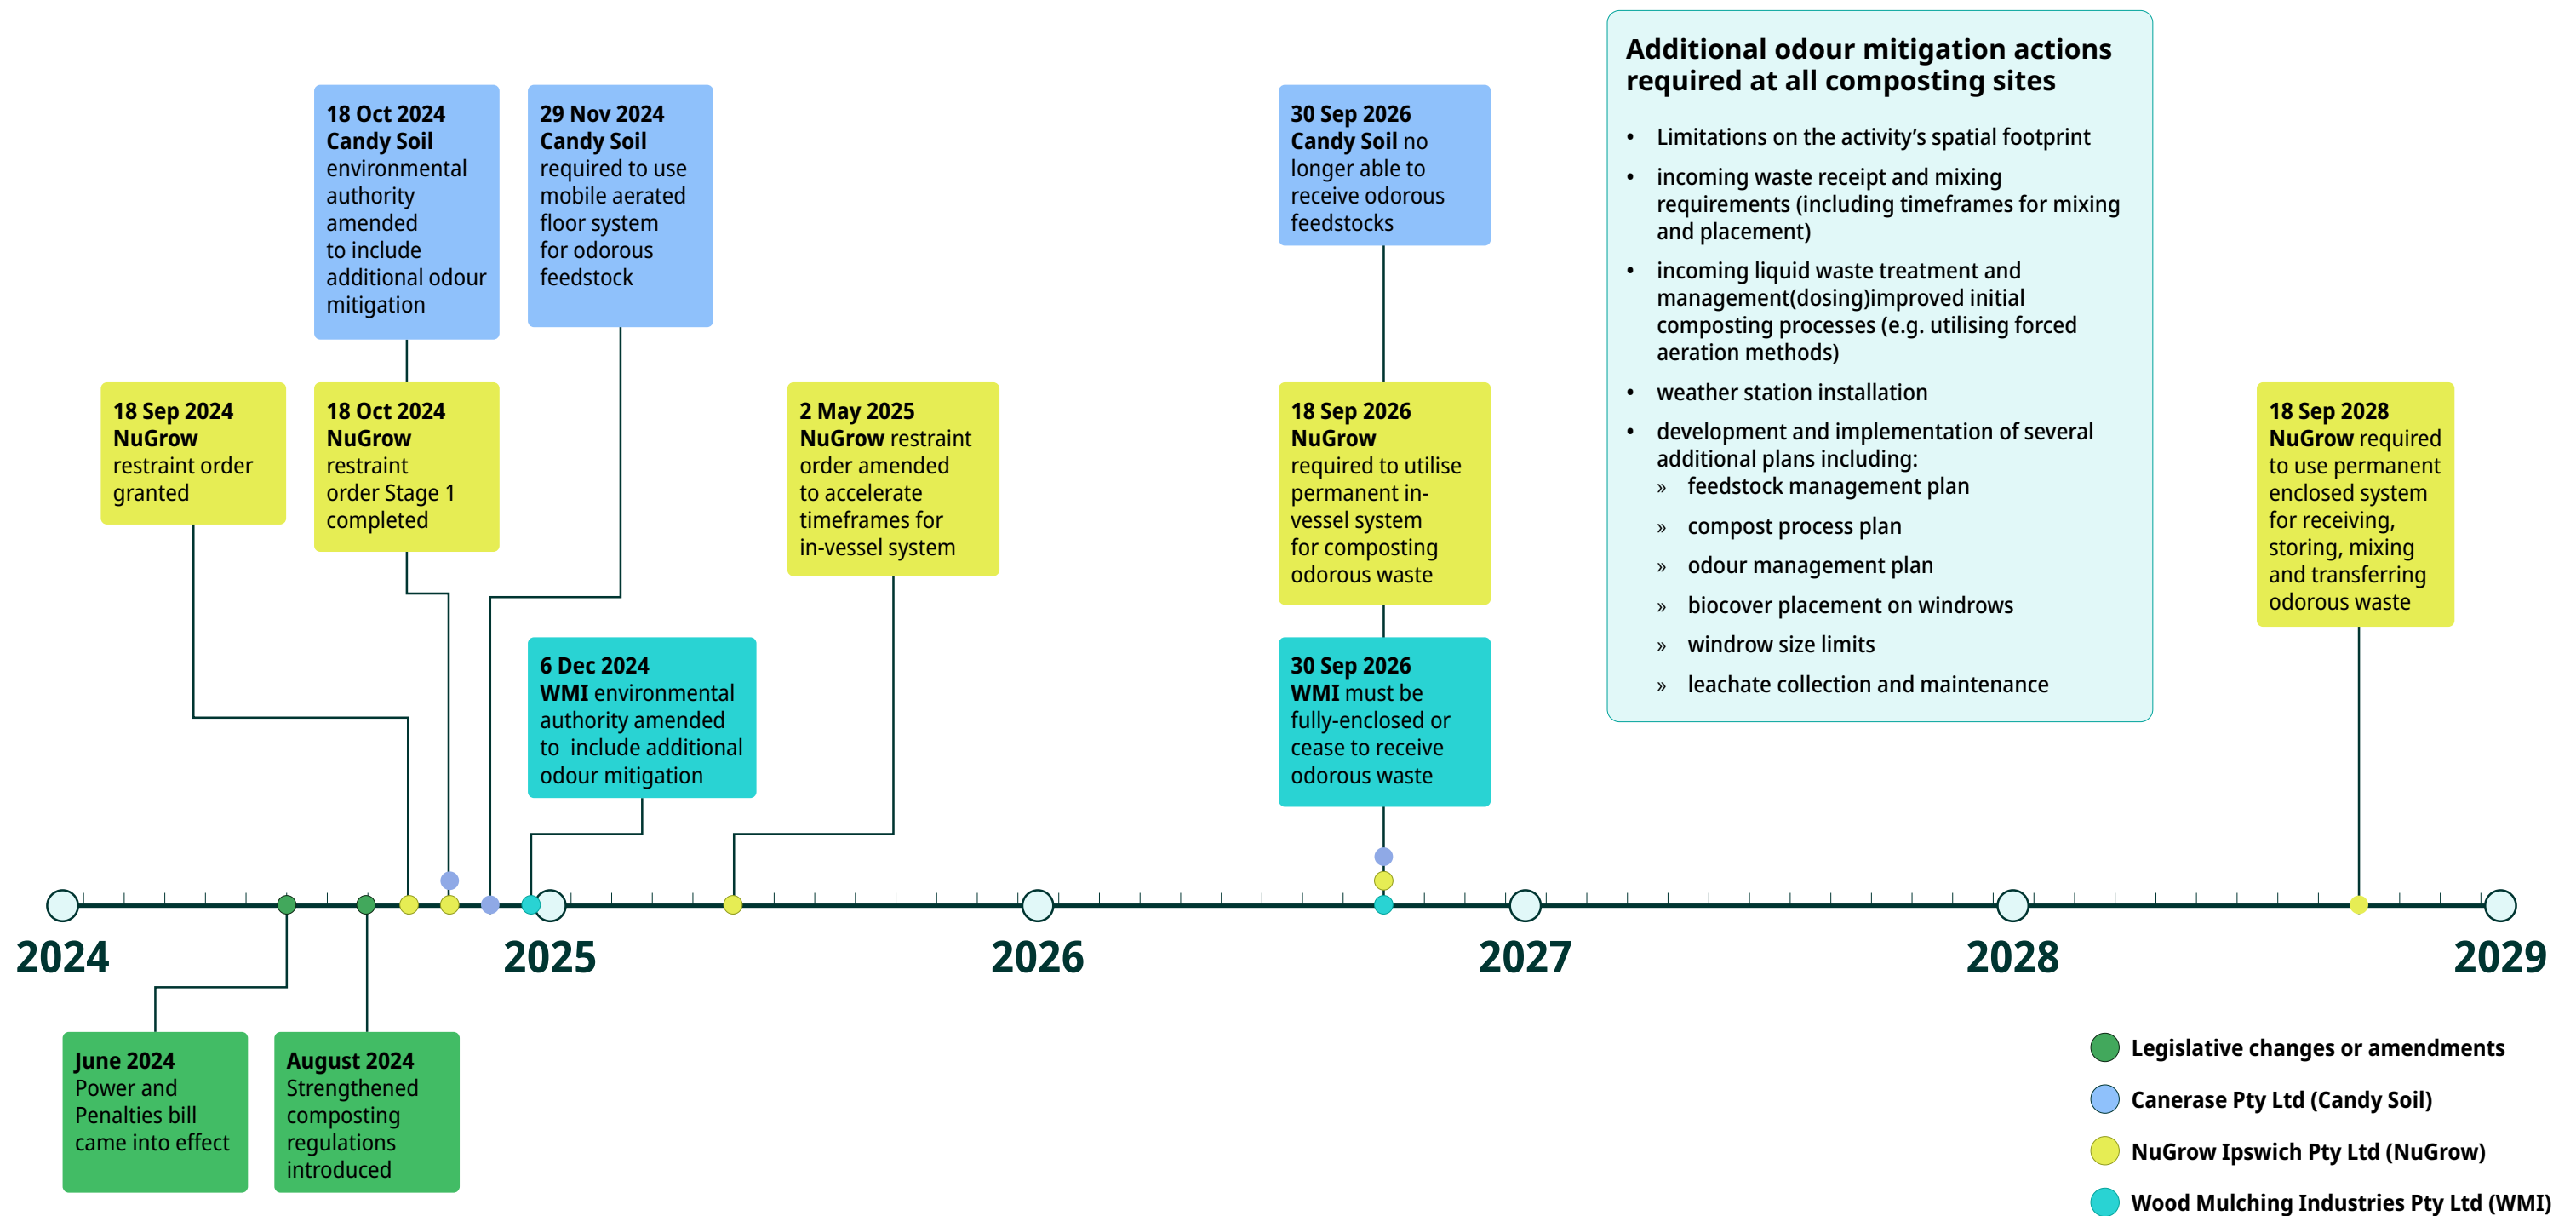 18 Oct 2024
Candy Soil
environmental
authority
amended
to include
additional odour
mitigation
29 Nov 2024
Candy Soil
required to use
mobile aerated
floor system
for odorous
feedstock
30 Sep 2026
Candy Soil no
longer able to
receive odorous
feedstocks
Additional odour mitigation actions
required at all composting sites
• Limitations on the activity’s spatial footprint
• incoming waste receipt and mixing
requirements (including timeframes for mixing
and placement)
• incoming liquid waste treatment and
management(dosing)improved initial
composting processes (e.g. utilising forced
aeration methods)
• weather station installation
• development and implementation of several
additional plans including:
» feedstock management plan
» compost process plan
» odour management plan
» biocover placement on windrows
» windrow size limits
» leachate collection and maintenance
18 Sep 2024
NuGrow
restraint order
granted
18 Oct 2024
NuGrow
restraint
order Stage 1
completed
2 May 2025
NuGrow restraint
order amended
to accelerate
timeframes for
in-vessel system
18 Sep 2026
NuGrow
required to utilise
permanent in-
vessel system
for composting
odorous waste
18 Sep 2028
NuGrow required
to use permanent
enclosed system
for receiving,
storing, mixing
and transferring
odorous waste
6 Dec 2024
WMI environmental
authority amended
to  include additional
odour mitigation
30 Sep 2026
WMI must be
fully-enclosed or
cease to receive
odorous waste
2024
2025
2026
2027
2028
2029
June 2024
Power and
Penalties bill
came into effect
August 2024
Strengthened
composting
regulations
introduced
Legislative changes or amendments
Canerase Pty Ltd (Candy Soil)
NuGrow Ipswich Pty Ltd (NuGrow)
Wood Mulching Industries Pty Ltd (WMI)